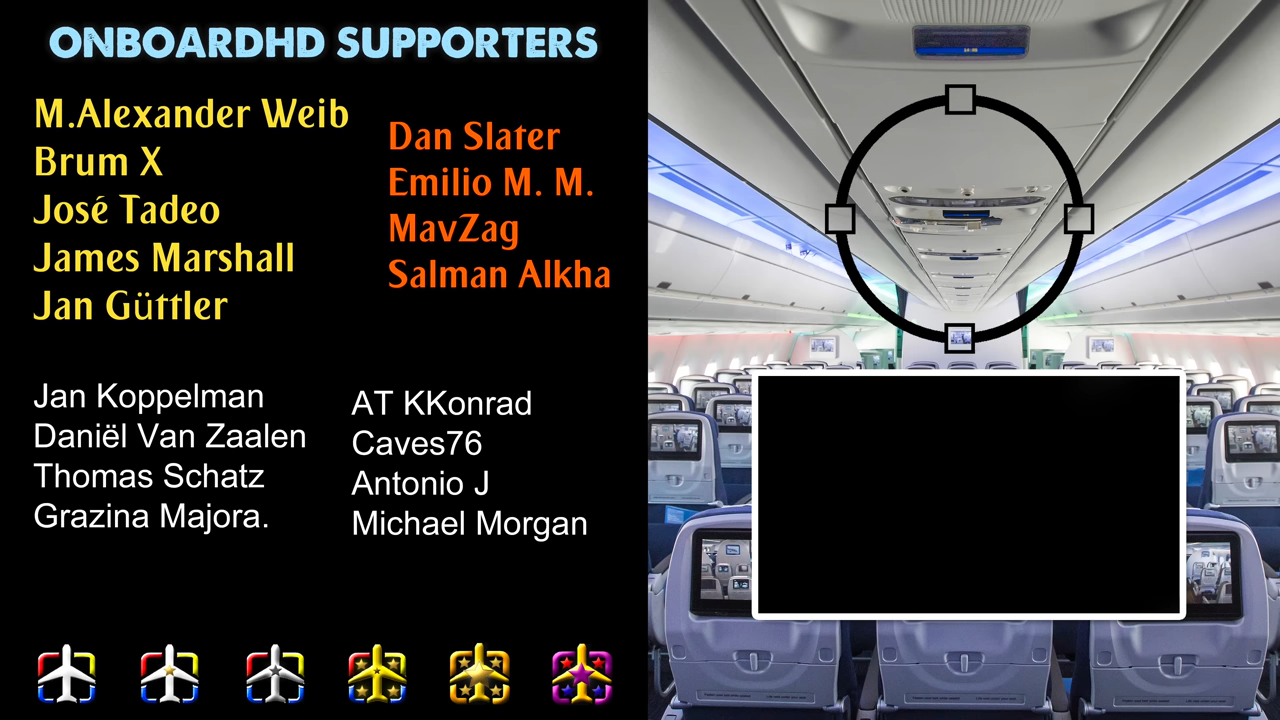 ONBOARDHD SUPPORTERS
M.Alexander Weib
Brum X
José Tadeo
James Marshall
Jan Güttler
Dan Slater
Emilio M. M.
MavZag
Salman Alkha
Jan Koppelman
Daniël Van Zaalen
Thomas Schatz
Grazina Majora.
AT KKonrad
Caves76
Antonio J
Michael Morgan